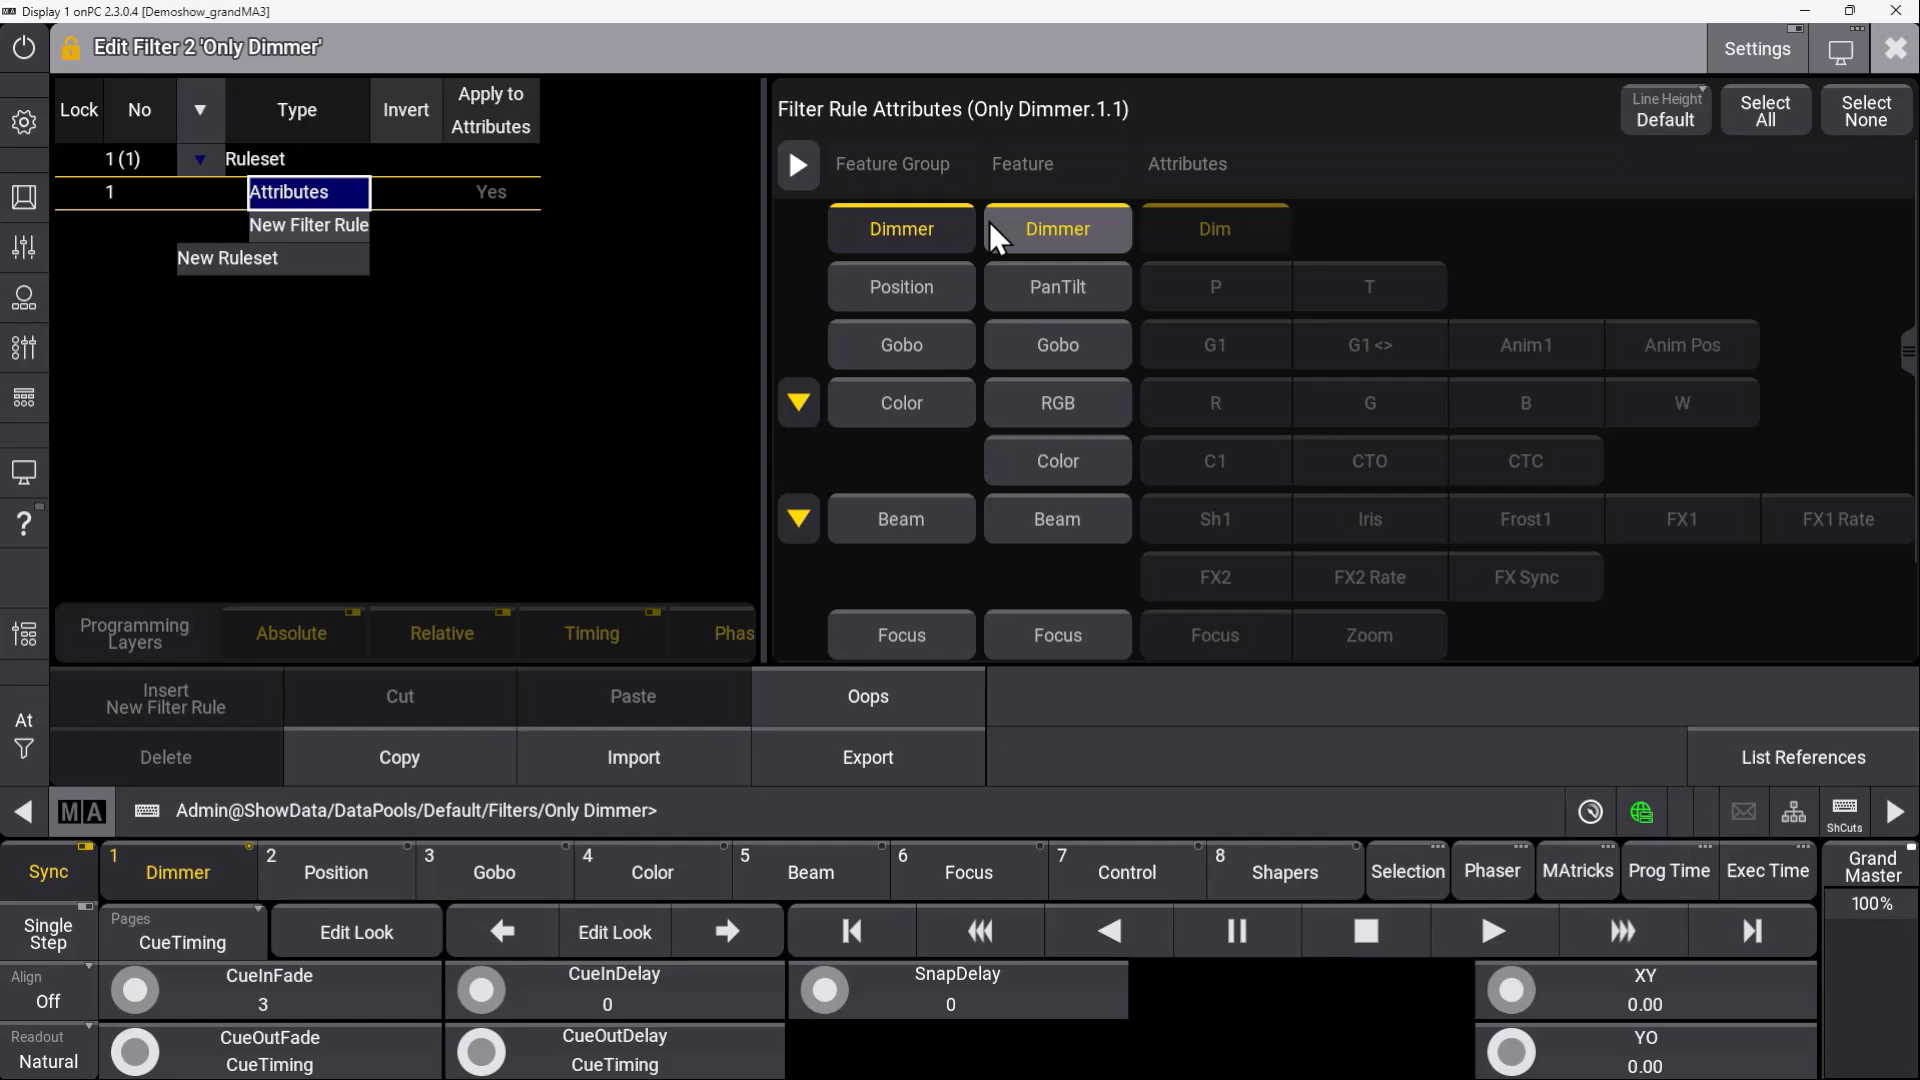 Display 1 onPC 2.3.0.4 [Demoshow_grandMA3]
Edit Filter 2 'Only Dimmer'
Settings
Lock No Type Invert Apply to Attributes
1 (1) Ruleset
1 Attributes Yes
New Filter Rule
New Ruleset
Filter Rule Attributes (Only Dimmer.1.1)
Line Height Default
Select All
Select None
Feature Group Feature Attributes
Dimmer Dimmer Dim
Position PanTilt P T
Gobo Gobo G1 G1 <> Anim1 Anim Pos
Color RGB R G B W
Color C1 CTO CTC
Beam Beam Sh1 Iris Frost1 FX1 FX1 Rate
FX2 FX2 Rate FX Sync
Focus Focus Focus Zoom
Programming Layers Absolute Relative Timing Phas
Insert New Filter Rule Cut Paste Oops
Delete Copy Import Export List References
At
MA Admin@ShowData/DataPools/Default/Filters/Only Dimmer>
ShCuts
Sync 1 Dimmer 2 Position 3 Gobo 4 Color 5 Beam 6 Focus 7 Control 8 Shapers Selection Phaser MAtricks Prog Time Exec Time Grand Master
100%
Single Step Pages CueTiming Edit Look Edit Look
Align Off CueInFade 3 CueInDelay 0 SnapDelay 0 XY 0.00
Readout Natural CueOutFade CueTiming CueOutDelay CueTiming YO 0.00